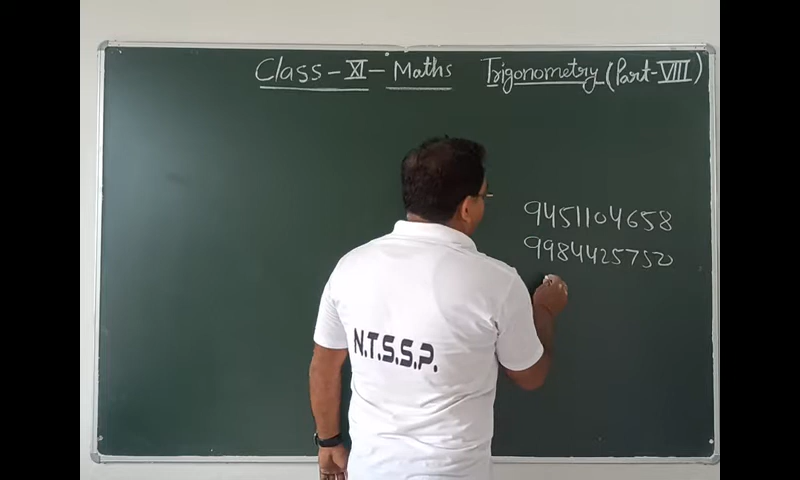 Class - XI - Maths Trigonometry (Part-VIII)
9451104658
9984425752
N.T.S.S.P.